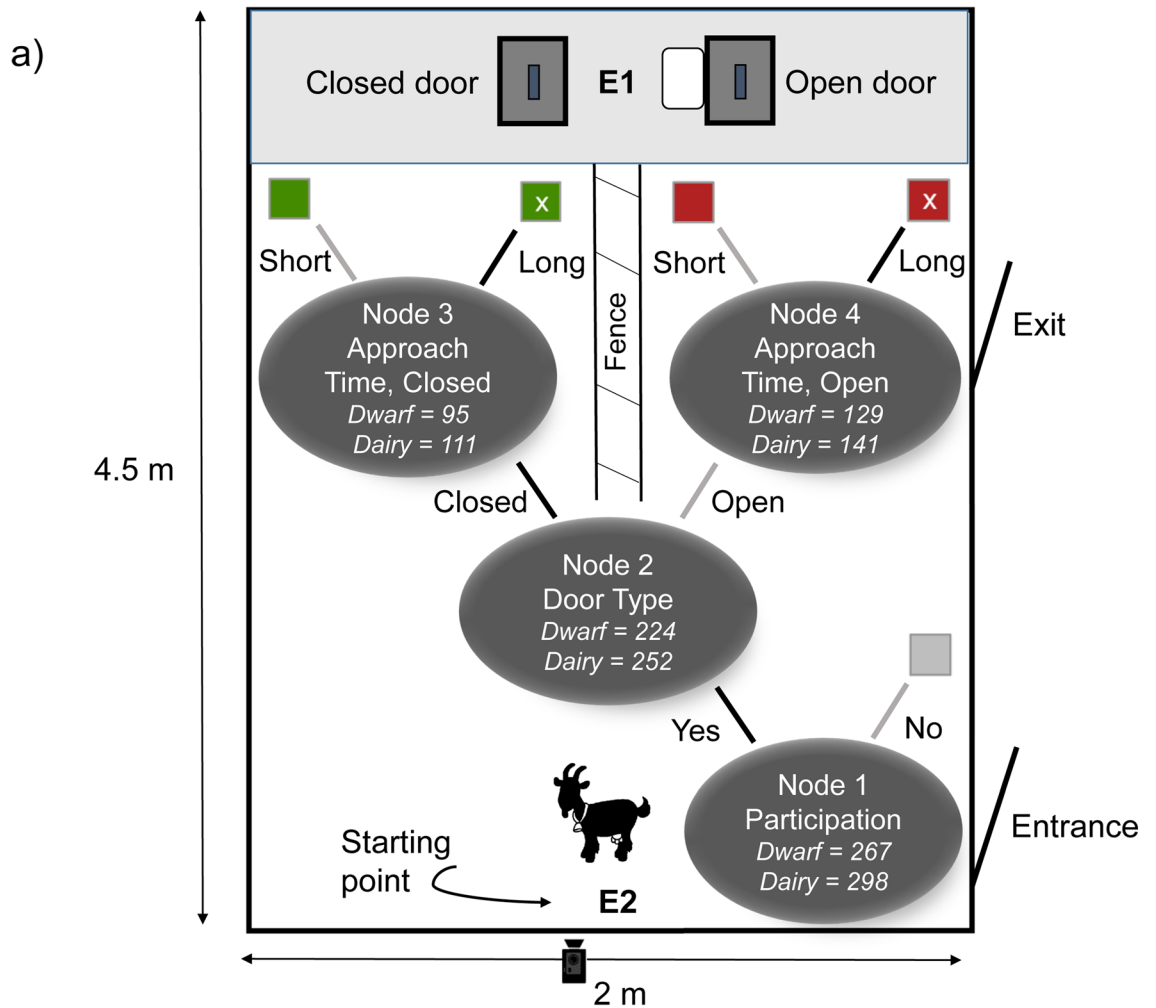 a)
Closed door
E1
Open door
x
x
Short
Long
Short
Long
Node 3
Approach
Time, Closed
Dwarf = 95
Dairy = 111
Fence
Node 4
Approach
Time, Open
Dwarf = 129
Dairy = 141
Exit
4.5 m
Closed
Open
Node 2
Door Type
Dwarf = 224
Dairy = 252
Yes
No
Node 1
Participation
Dwarf = 267
Dairy = 298
Entrance
Starting
point
E2
2 m